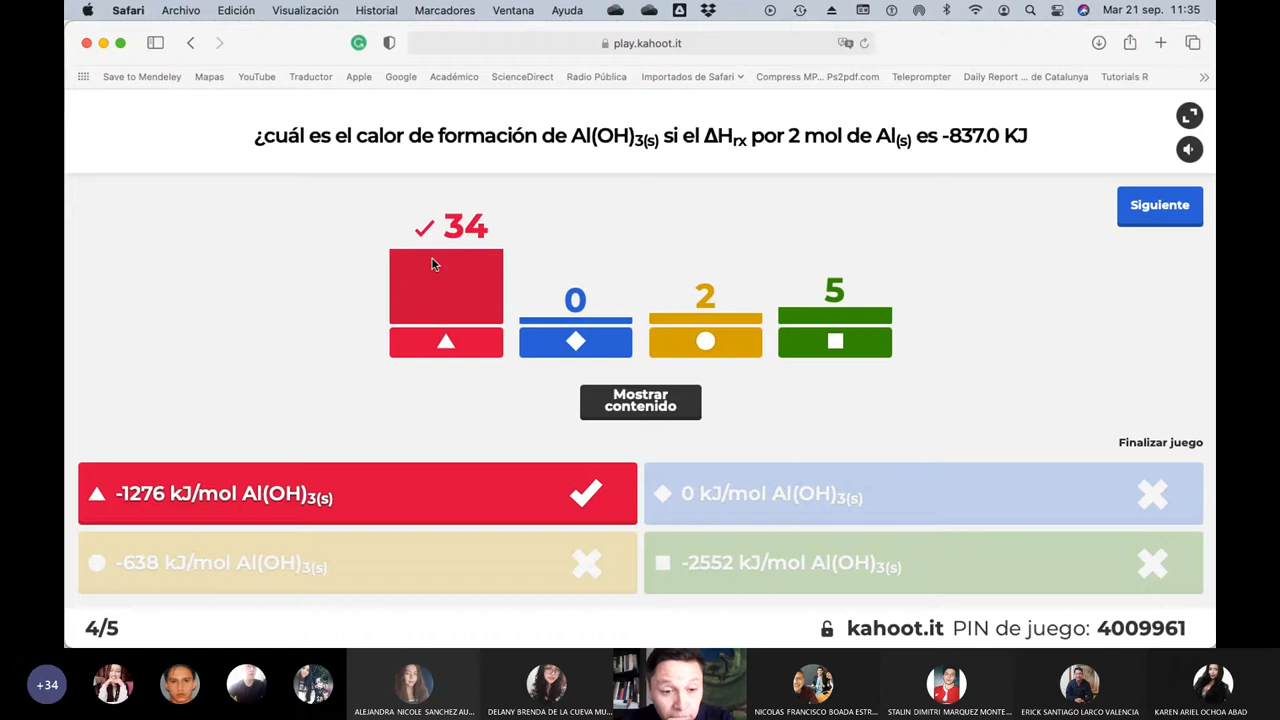 Safari Archivo Edición Visualización Historial Marcadores Ventana Ayuda Mar 21 sep. 11:35
play.kahoot.it
Save to Mendeley Mapas YouTube Traductor Apple Google Académico ScienceDirect Radio Pública Importados de Safari Compress MP... Ps2pdf.com Teleprompter Daily Report ... de Catalunya Tutorials R
¿cuál es el calor de formación de Al(OH)3(s) si el ΔHrx por 2 mol de Al(s) es -837.0 KJ
Siguiente
34
0
2
5
Mostrar
contenido
Finalizar juego
-1276 kJ/mol Al(OH)3(s)
0 kJ/mol Al(OH)3(s)
-638 kJ/mol Al(OH)3(s)
-2552 kJ/mol Al(OH)3(s)
4/5
kahoot.it PIN de juego: 4009961
+34
ALEJANDRA NICOLE SANCHEZ AU...
DELANY BRENDA DE LA CUEVA MU...
NICOLAS FRANCISCO BOADA ESTR...
STALIN DIMITRI MARQUEZ MONTE...
ERICK SANTIAGO LARCO VALENCIA
KAREN ARIEL OCHOA ABAD